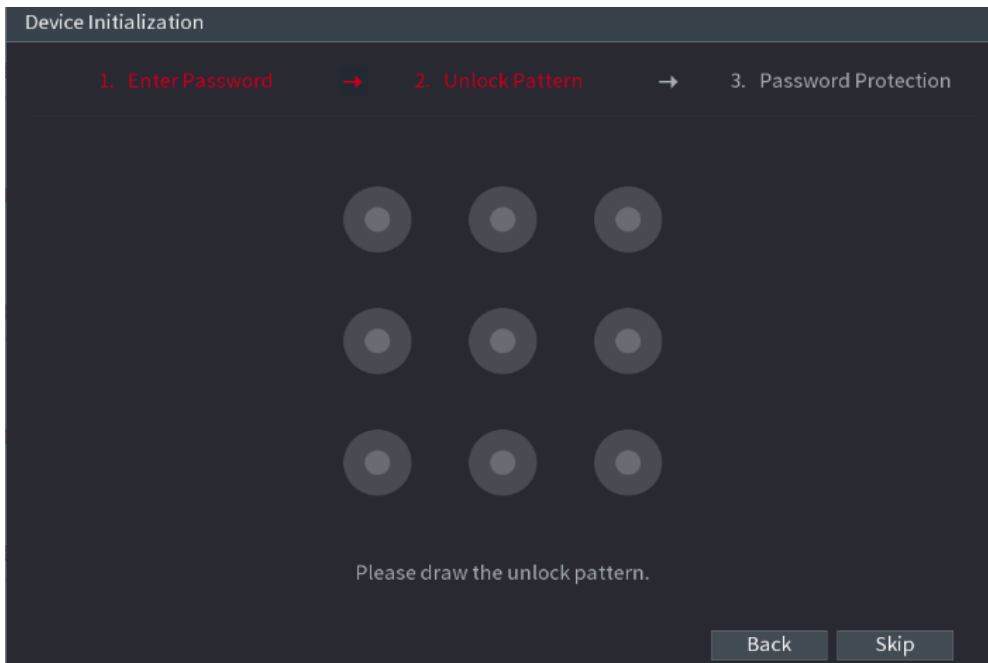 Device Initialization
1. Enter Password → 2. Unlock Pattern → 3. Password Protection
Please draw the unlock pattern.
Back Skip